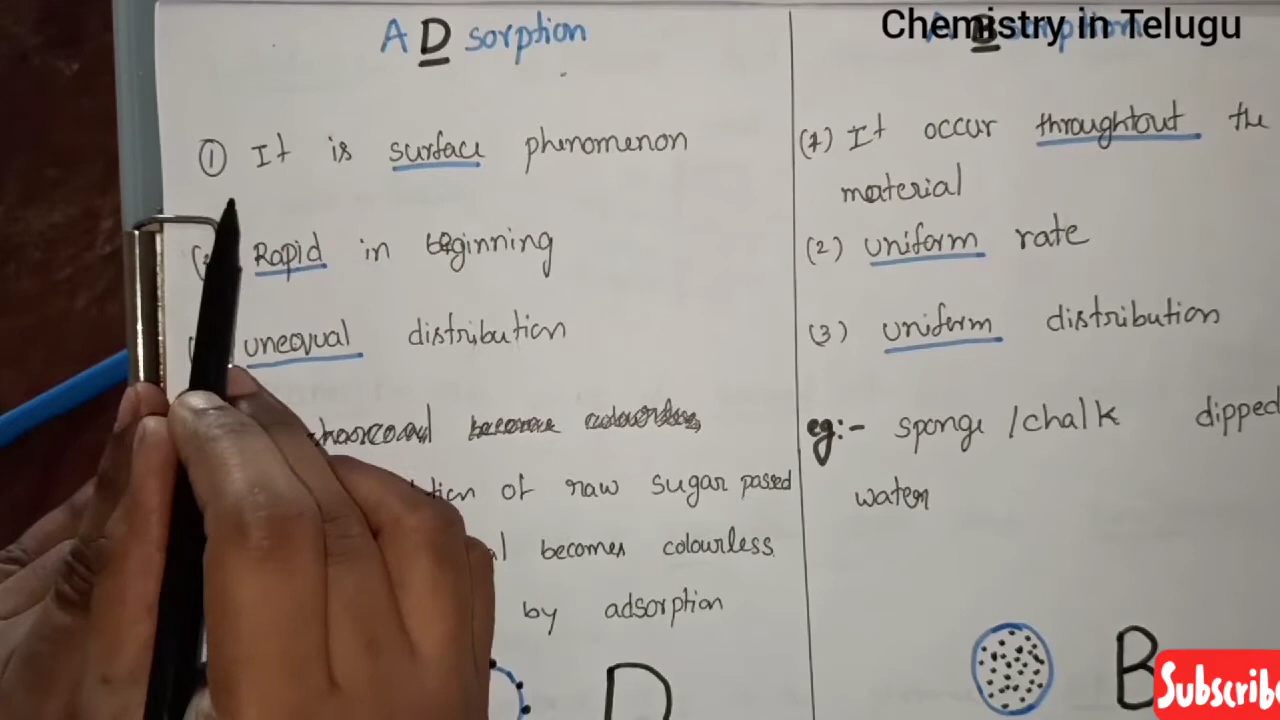 ADsorption
Chemistry in Telugu
① It is surface phenomenon
Rapid in beginning
unequal distribution
of raw sugar passed
becomes colourless
by adsorption
D
(1) It occur throughtout the
material
(2) uniform rate
(3) uniform distribution
eg:- sponge /chalk dipped
water
B
Subscribe